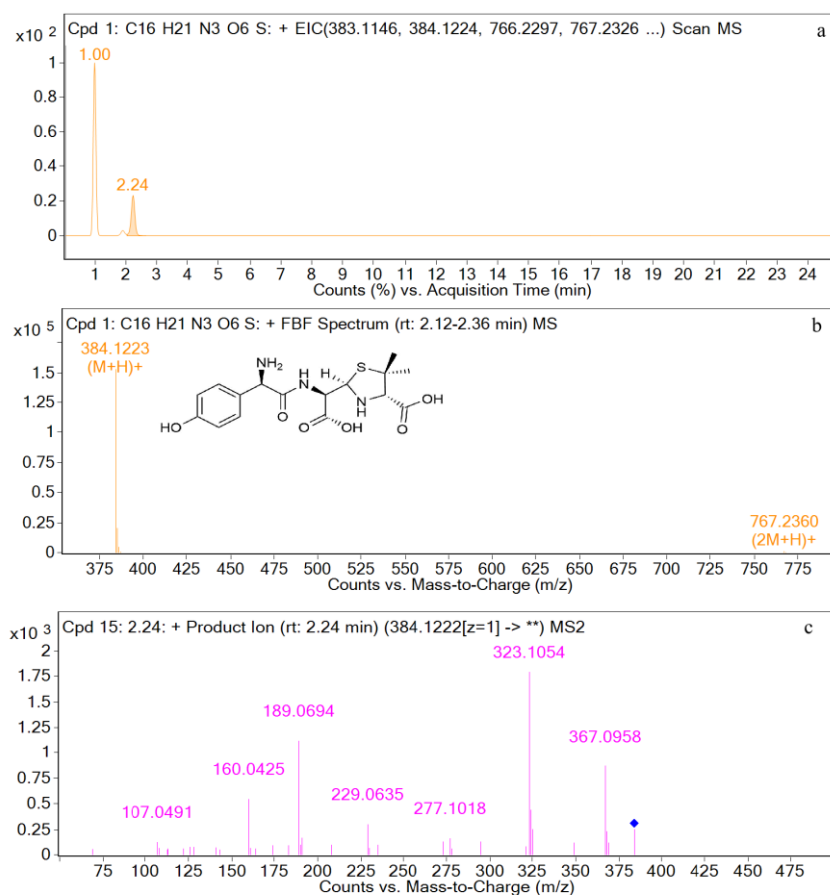 Cpd 1: C16 H21 N3 O6 S: + EIC(383.1146, 384.1224, 766.2297, 767.2326 ...) Scan MS a
x10 2
1.00
1
0.8
0.6
0.4
2.24
0.2
0
1 2 3 4 5 6 7 8 9 10 11 12 13 14 15 16 17 18 19 20 21 22 23 24
Counts (%) vs. Acquisition Time (min)
Cpd 1: C16 H21 N3 O6 S: + FBF Spectrum (rt: 2.12-2.36 min) MS b
x10 5
384.1223
(M+H)+
1.5
1.25
1
0.75
0.5
0.25
0
NH2
H
S
H
N
O
N
H
OH
O
HO
O
OH
767.2360
(2M+H)+
375 400 425 450 475 500 525 550 575 600 625 650 675 700 725 750 775
Counts vs. Mass-to-Charge (m/z)
Cpd 15: 2.24: + Product Ion (rt: 2.24 min) (384.1222[z=1] -> **) MS2 c
x10 3
2
323.1054
1.75
1.5
1.25
189.0694
367.0958
1
160.0425
0.75
229.0635
277.1018
0.5
107.0491
0.25
0
75 100 125 150 175 200 225 250 275 300 325 350 375 400 425 450 475
Counts vs. Mass-to-Charge (m/z)